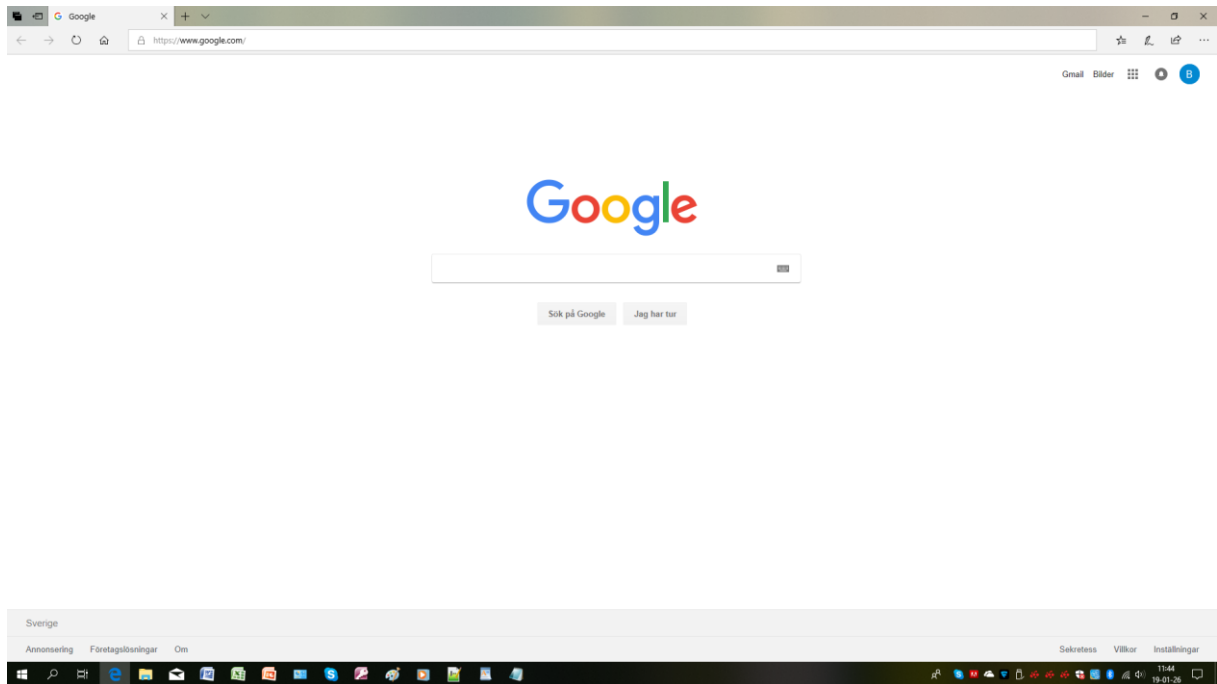 Google
https://www.google.com/
Gmail Bilder B
Google
Sök på Google Jag har tur
Sverige
Annonsering Företagslösningar Om
Sekretess Villkor Inställningar
11:44
19-01-26